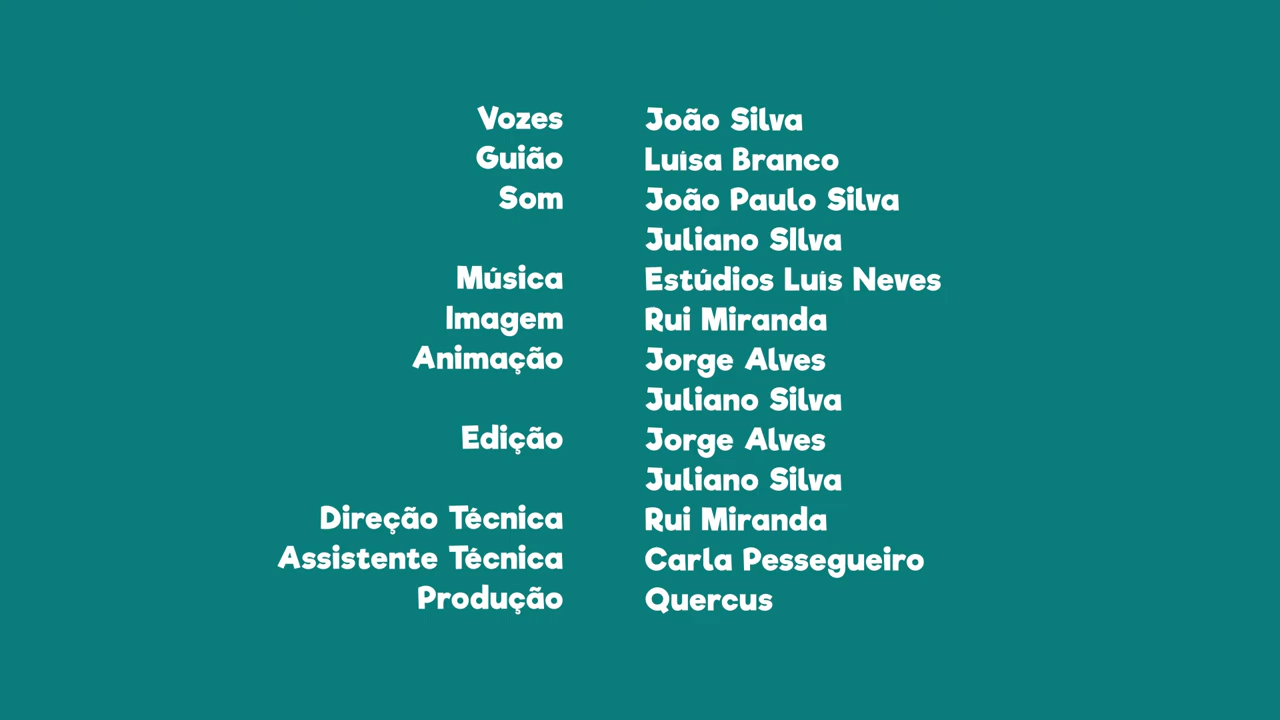 Vozes João Silva
Guião Luísa Branco
Som João Paulo Silva
Juliano SIlva
Música Estúdios Luís Neves
Imagem Rui Miranda
Animação Jorge Alves
Juliano Silva
Edição Jorge Alves
Juliano Silva
Direção Técnica Rui Miranda
Assistente Técnica Carla Pessegueiro
Produção Quercus